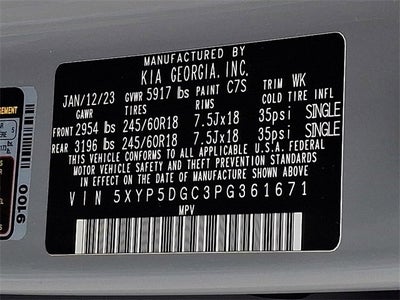 MANUFACTURED BY
KIA GEORGIA, INC.
JAN/12/23 GVWR 5917 lbs PAINT C7S TRIM WK
TIRES RIMS COLD TIRE INFL
FRONT 2954 lbs 245/60R18 7.5Jx18 35psi SINGLE
REAR 3196 lbs 245/60R18 7.5Jx18 35psi SINGLE
THIS VEHICLE CONFORMS TO ALL APPLICABLE U.S.A. FEDERAL
MOTOR VEHICLE SAFETY AND THEFT PREVENTION STANDARDS
IN EFFECT ON THE DATE OF MANUFACTURE SHOWN ABOVE
VIN 5XYP5DGC3PG361671
MPV
9100